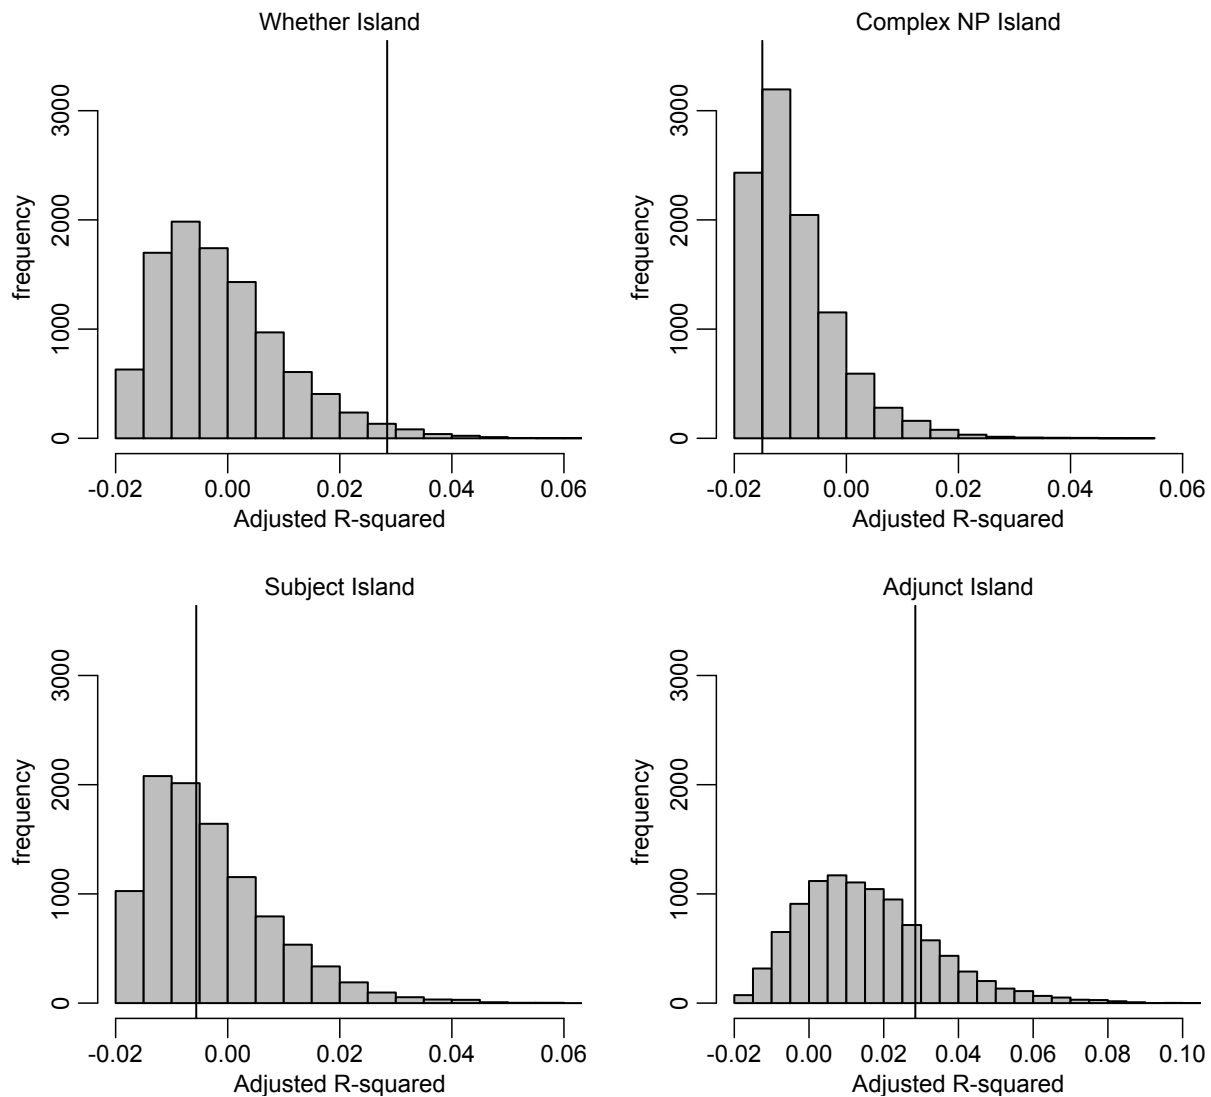 Whether Island
frequency
3000
2000
1000
0
-0.02 0.00 0.02 0.04 0.06
Adjusted R-squared
Complex NP Island
frequency
3000
2000
1000
0
-0.02 0.00 0.02 0.04 0.06
Adjusted R-squared
Subject Island
frequency
3000
2000
1000
0
-0.02 0.00 0.02 0.04 0.06
Adjusted R-squared
Adjunct Island
frequency
3000
2000
1000
0
-0.02 0.00 0.02 0.04 0.06 0.08 0.10
Adjusted R-squared